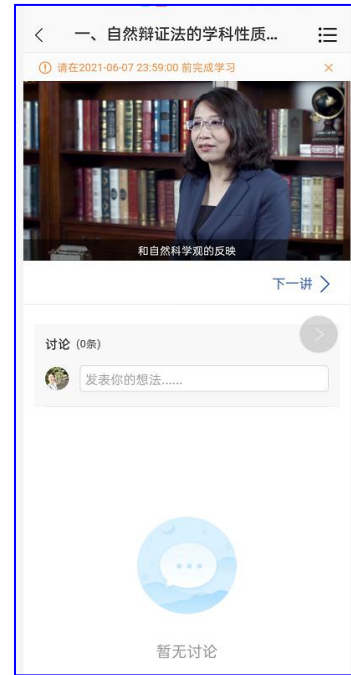 一、自然辩证法的学科性质...
请在2021-06-07 23:59:00 前完成学习
和自然科学观的反映
下一讲
讨论 (0条)
发表你的想法......
暂无讨论